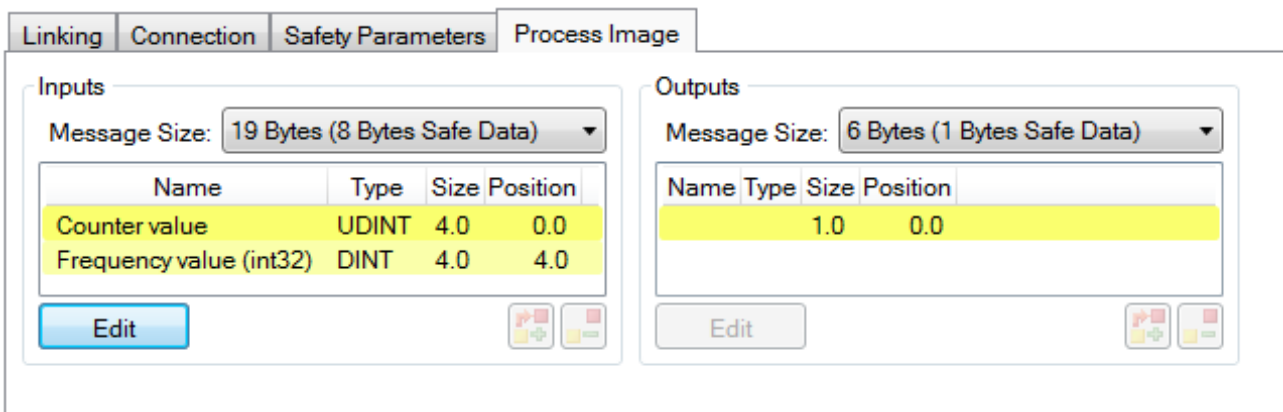 Linking Connection Safety Parameters Process Image
Inputs
Message Size: 19 Bytes (8 Bytes Safe Data)
Name Type Size Position
Counter value UDINT 4.0 0.0
Frequency value (int32) DINT 4.0 4.0
Edit
Outputs
Message Size: 6 Bytes (1 Bytes Safe Data)
Name Type Size Position
1.0 0.0
Edit